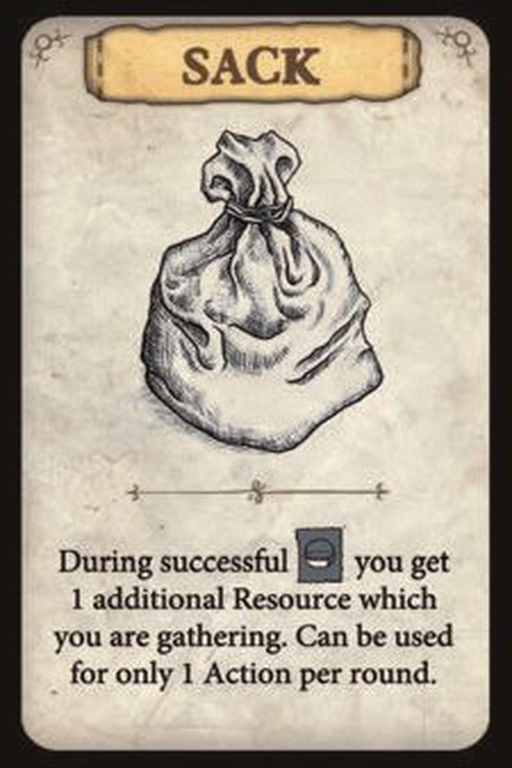 SACK
During successful you get
1 additional Resource which
you are gathering. Can be used
for only 1 Action per round.